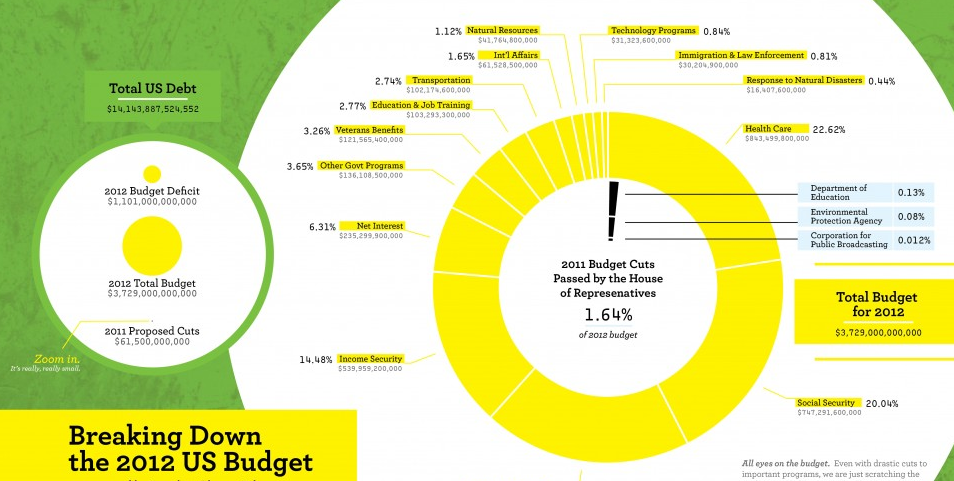 1.12% Natural Resources
$41,764,800,000
1.65% Int'l Affairs
$61,528,500,000
2.74% Transportation
$102,174,600,000
2.77% Education & Job Training
$103,293,300,000
3.26% Veterans Benefits
$121,565,400,000
3.65% Other Govt Programs
$136,108,500,000
6.31% Net Interest
$235,299,900,000
14.48% Income Security
$539,959,200,000
Technology Programs 0.84%
$31,323,600,000
Immigration & Law Enforcement 0.81%
$30,204,900,000
Response to Natural Disasters 0.44%
$16,407,600,000
Health Care 22.62%
$843,499,800,000
Department of
Education 0.13%
Environmental
Protection Agency 0.08%
Corporation for
Public Broadcasting 0.012%
Total Budget
for 2012
$3,729,000,000,000
Social Security 20.04%
$747,291,600,000
2011 Budget Cuts
Passed by the House
of Represenatives
1.64%
of 2012 budget
Total US Debt
$14,143,887,524,552
2012 Budget Deficit
$1,101,000,000,000
2012 Total Budget
$3,729,000,000,000
2011 Proposed Cuts
$61,500,000,000
Zoom in.
It's really, really small.
Breaking Down
the 2012 US Budget
All eyes on the budget. Even with drastic cuts to
important programs, we are just scratching the